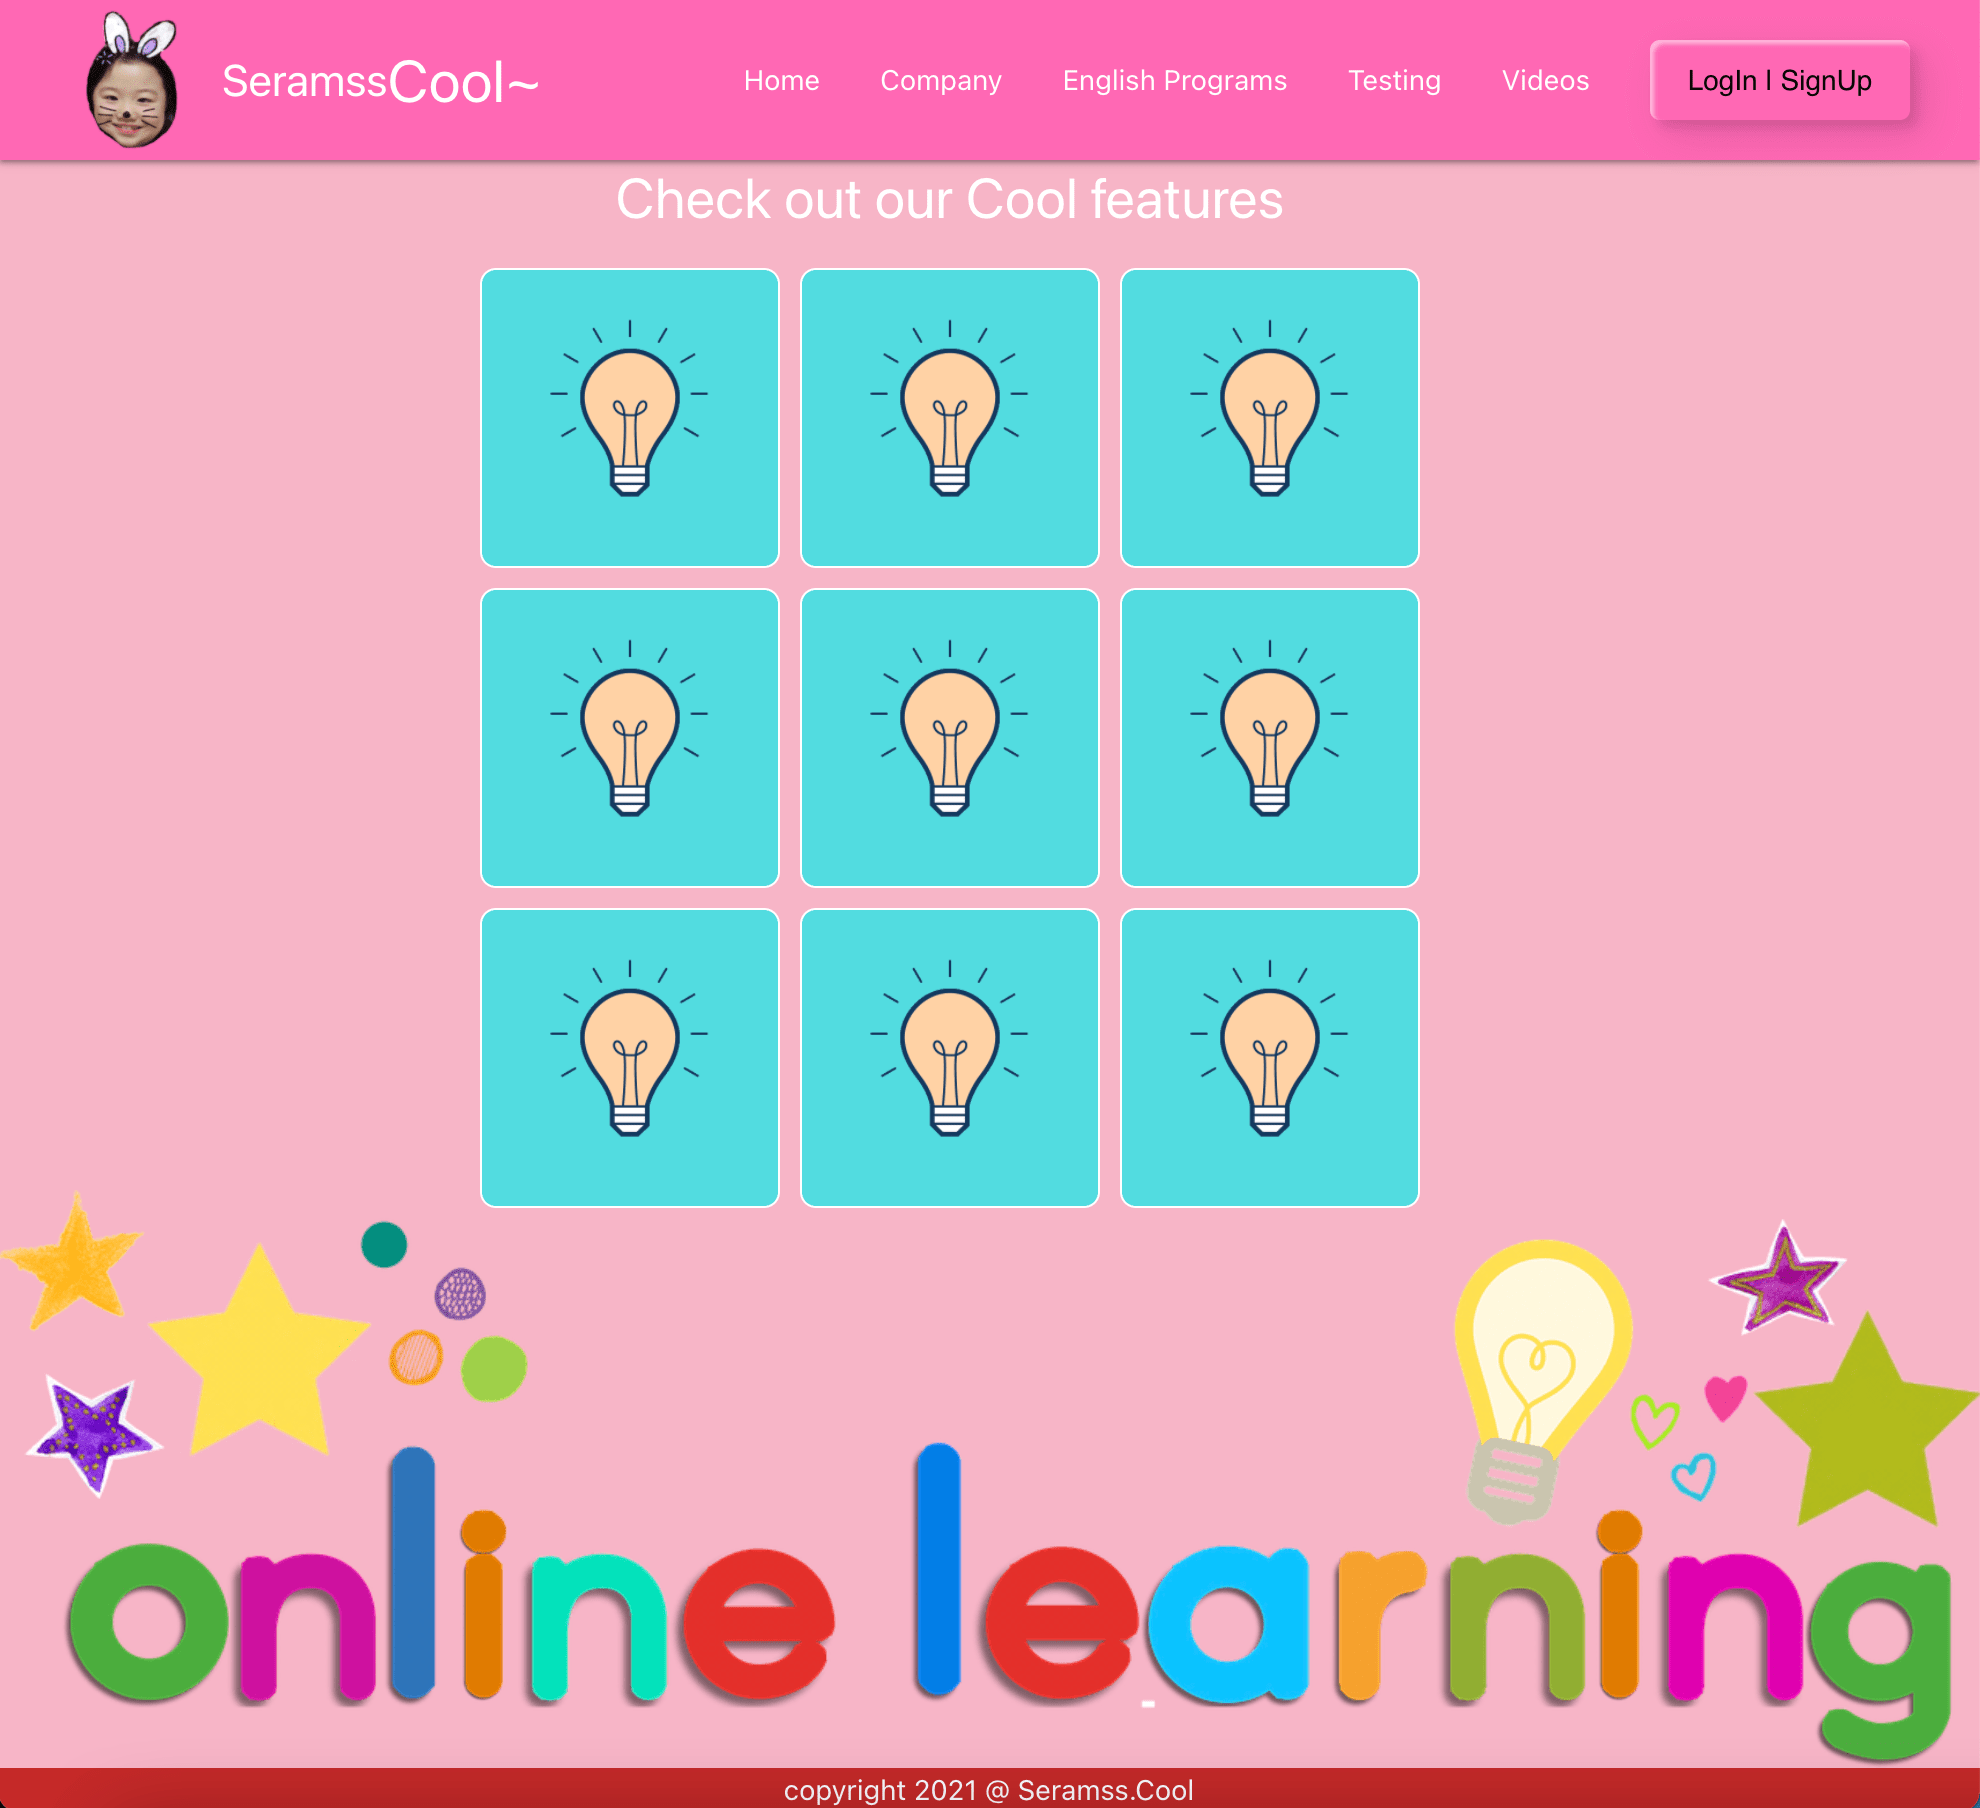 SeramssCool~
Home Company English Programs Testing Videos LogIn | SignUp
Check out our Cool features
online learning
copyright 2021 @ Seramss.Cool